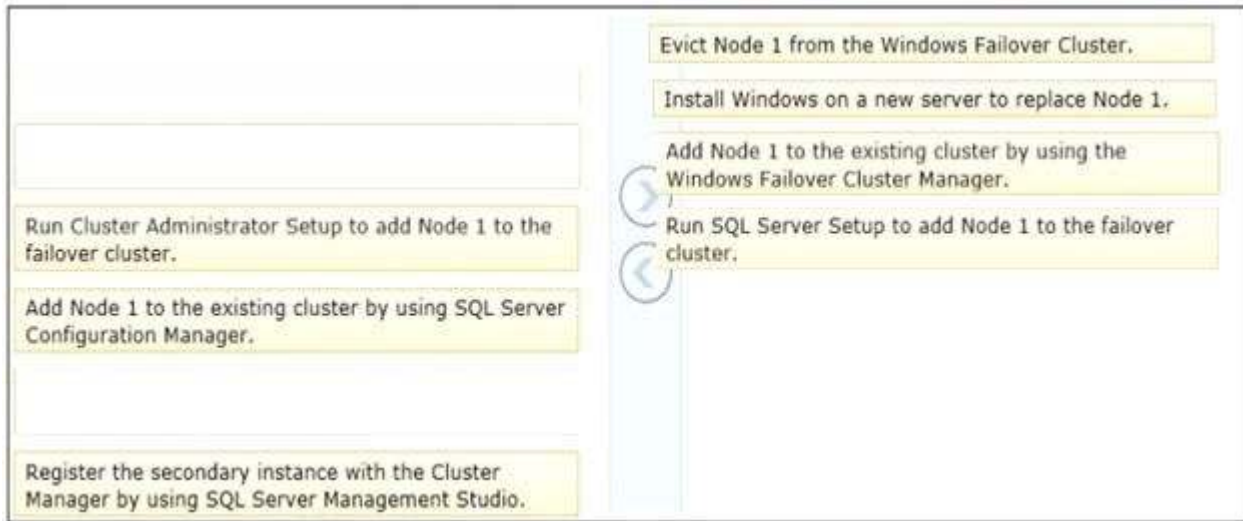 Run Cluster Administrator Setup to add Node 1 to the
failover cluster.
Add Node 1 to the existing cluster by using SQL Server
Configuration Manager.
Register the secondary instance with the Cluster
Manager by using SQL Server Management Studio.
Evict Node 1 from the Windows Failover Cluster.
Install Windows on a new server to replace Node 1.
Add Node 1 to the existing cluster by using the
Windows Failover Cluster Manager.
Run SQL Server Setup to add Node 1 to the failover
cluster.